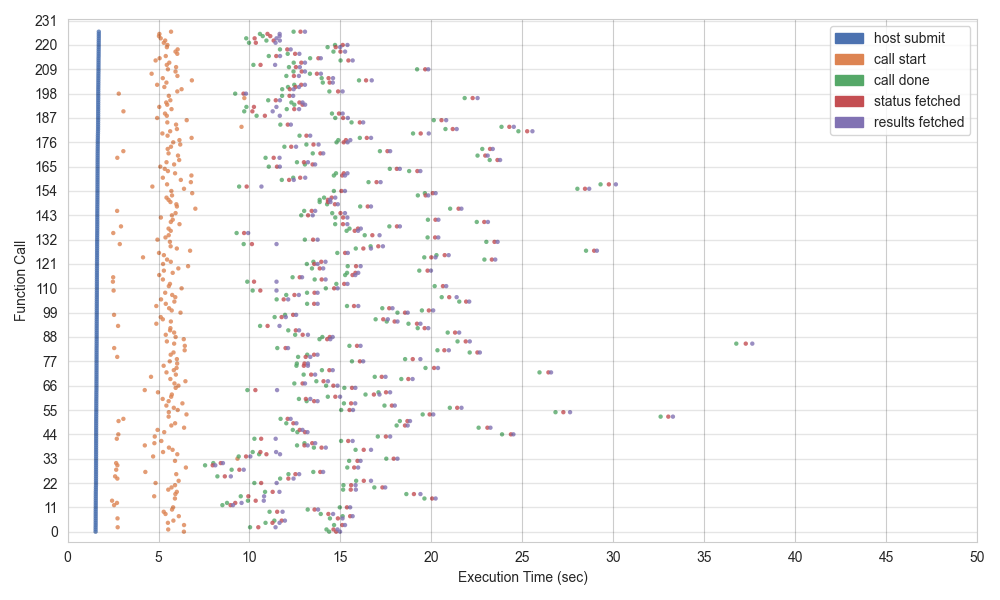 231
220
209
198
187
176
165
154
143
132
121
110
99
88
77
66
55
44
33
22
11
0
Function Call
0 5 10 15 20 25 30 35 40 45 50
Execution Time (sec)
host submit
call start
call done
status fetched
results fetched